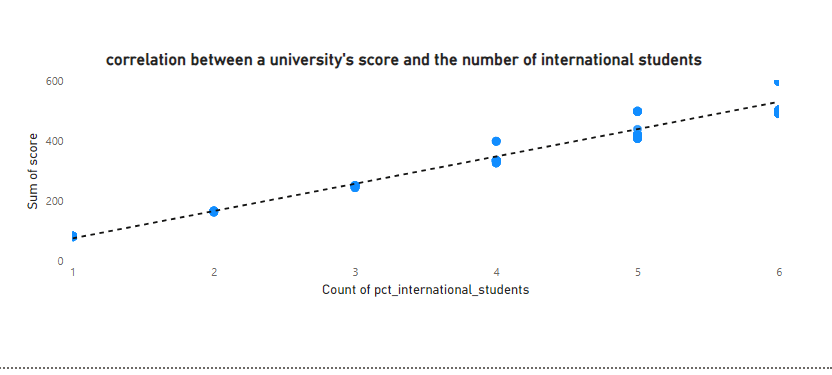 correlation between a university's score and the number of international students
600
400
200
0
Sum of score
1 2 3 4 5 6
Count of pct_international_students